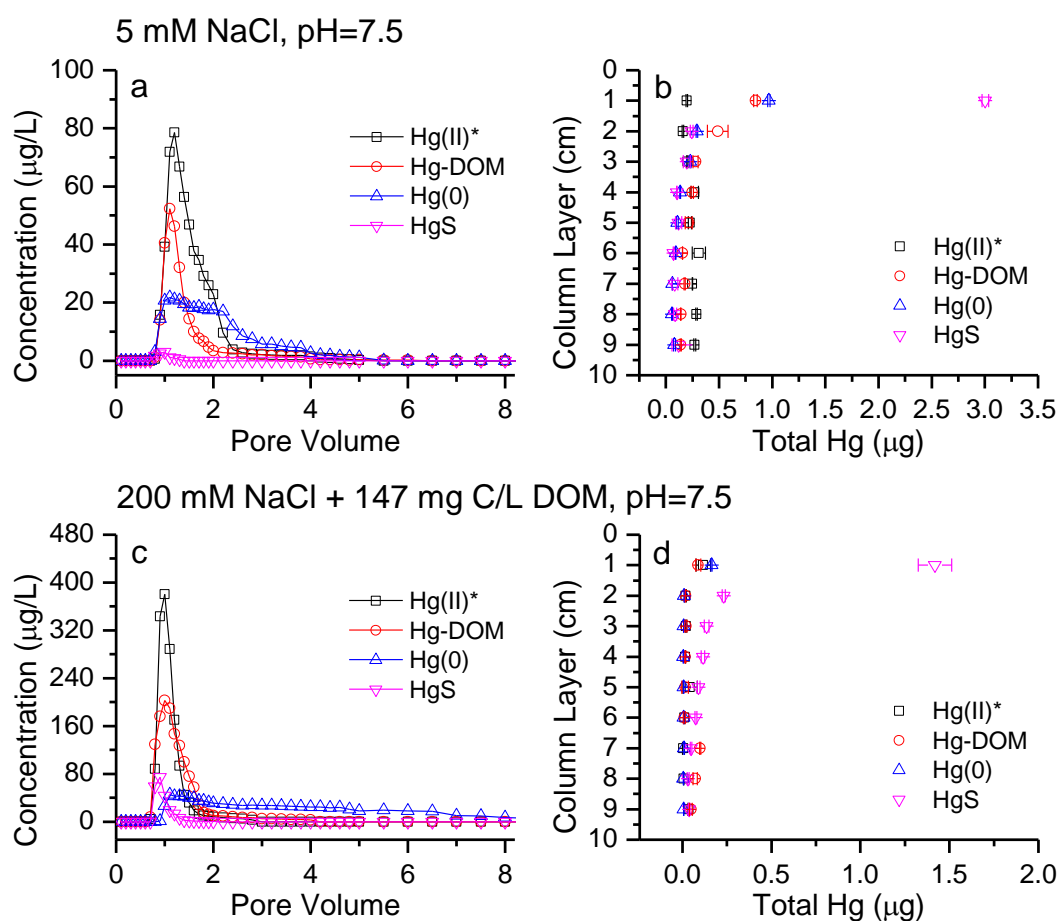 5 mM NaCl, pH=7.5
a
Concentration (μg/L)
100
80
60
40
20
0
Hg(II)*
Hg-DOM
Hg(0)
HgS
0 2 4 6 8
Pore Volume
b
Column Layer (cm)
0
1
2
3
4
5
6
7
8
9
10
Hg(II)*
Hg-DOM
Hg(0)
HgS
0.0 0.5 1.0 1.5 2.0 2.5 3.0 3.5
Total Hg (μg)
200 mM NaCl + 147 mg C/L DOM, pH=7.5
c
Concentration (μg/L)
480
400
320
240
160
80
0
Hg(II)*
Hg-DOM
Hg(0)
HgS
0 2 4 6 8
Pore Volume
d
Column Layer (cm)
0
1
2
3
4
5
6
7
8
9
10
Hg(II)*
Hg-DOM
Hg(0)
HgS
0.0 0.5 1.0 1.5 2.0
Total Hg (μg)